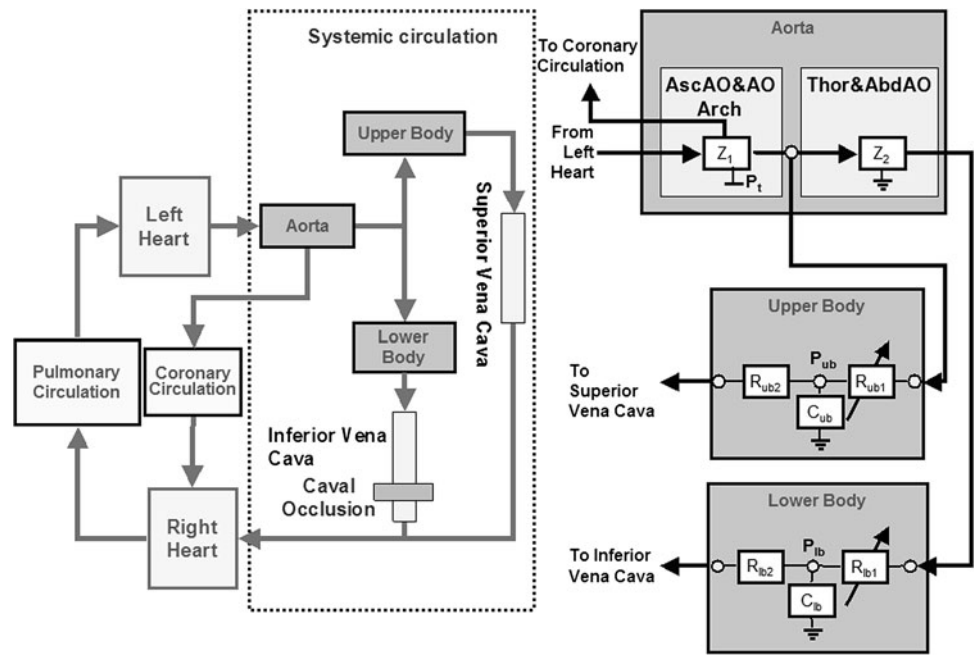 Systemic circulation
Upper Body
Superior Vena Cava
Left
Heart
Aorta
Lower
Body
Pulmonary
Circulation
Coronary
Circulation
Inferior Vena
Cava
Caval
Occlusion
Right
Heart
Aorta
To Coronary
Circulation
AscAO&AO
Arch
Thor&AbdAO
From
Left
Heart
Z1
Z2
Pt
Upper Body
To
Superior
Vena Cava
Pub
Rub2
Rub1
Cub
Lower Body
To Inferior
Vena Cava
Plb
Rlb2
Rlb1
Clb